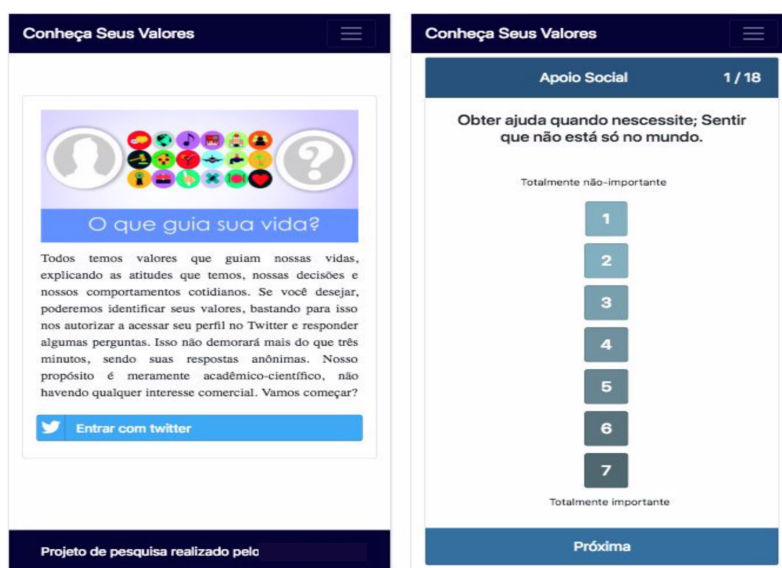 Conheça Seus Valores
O que guia sua vida?
Todos temos valores que guiam nossas vidas,
explicando as atitudes que temos, nossas decisões e
nossos comportamentos cotidianos. Se você desejar,
poderemos identificar seus valores, bastando para isso
nos autorizar a acessar seu perfil no Twitter e responder
algumas perguntas. Isso não demorará mais do que três
minutos, sendo suas respostas anônimas. Nosso
propósito é meramente acadêmico-científico, não
havendo qualquer interesse comercial. Vamos começar?
Entrar com twitter
Projeto de pesquisa realizado pelo
Conheça Seus Valores
Apoio Social 1 / 18
Obter ajuda quando nescessite; Sentir
que não está só no mundo.
Totalmente não-importante
1
2
3
4
5
6
7
Totalmente importante
Próxima